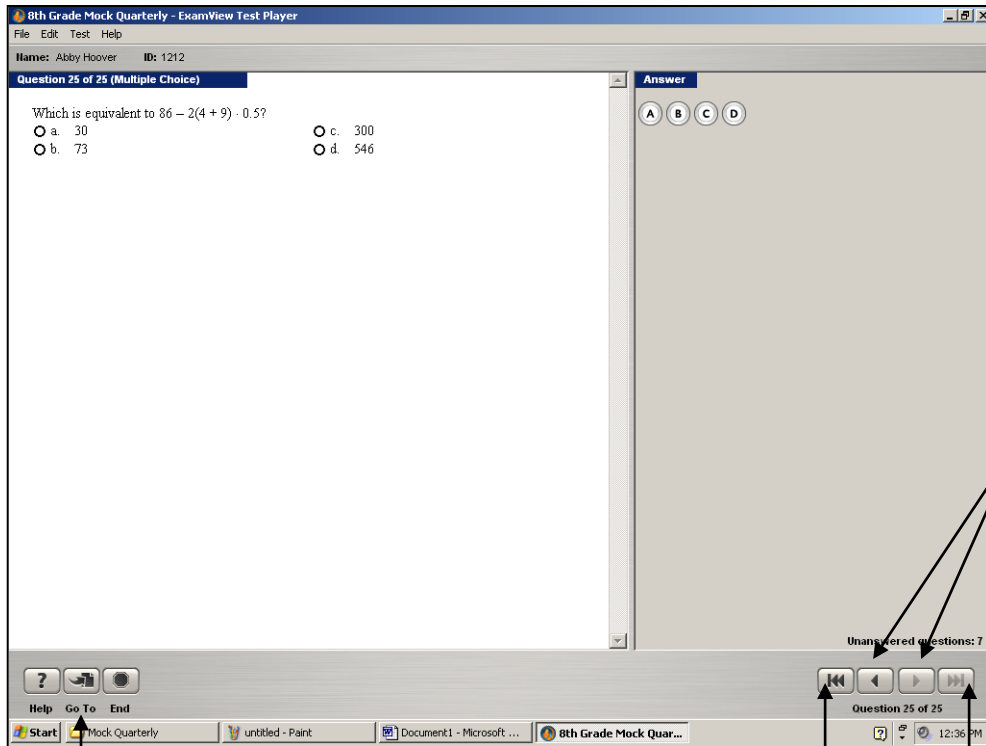 8th Grade Mock Quarterly - ExamView Test Player
File Edit Test Help
Name: Abby Hoover ID: 1212
Question 25 of 25 (Multiple Choice)
Answer
Which is equivalent to 86 – 2(4 + 9) · 0.5?
a. 30 c. 300
b. 73 d. 546
A B C D
Unanswered questions: 7
?
Help Go To End
Question 25 of 25
Start Mock Quarterly untitled - Paint Document1 - Microsoft ... 8th Grade Mock Quar... ? 12:36 PM